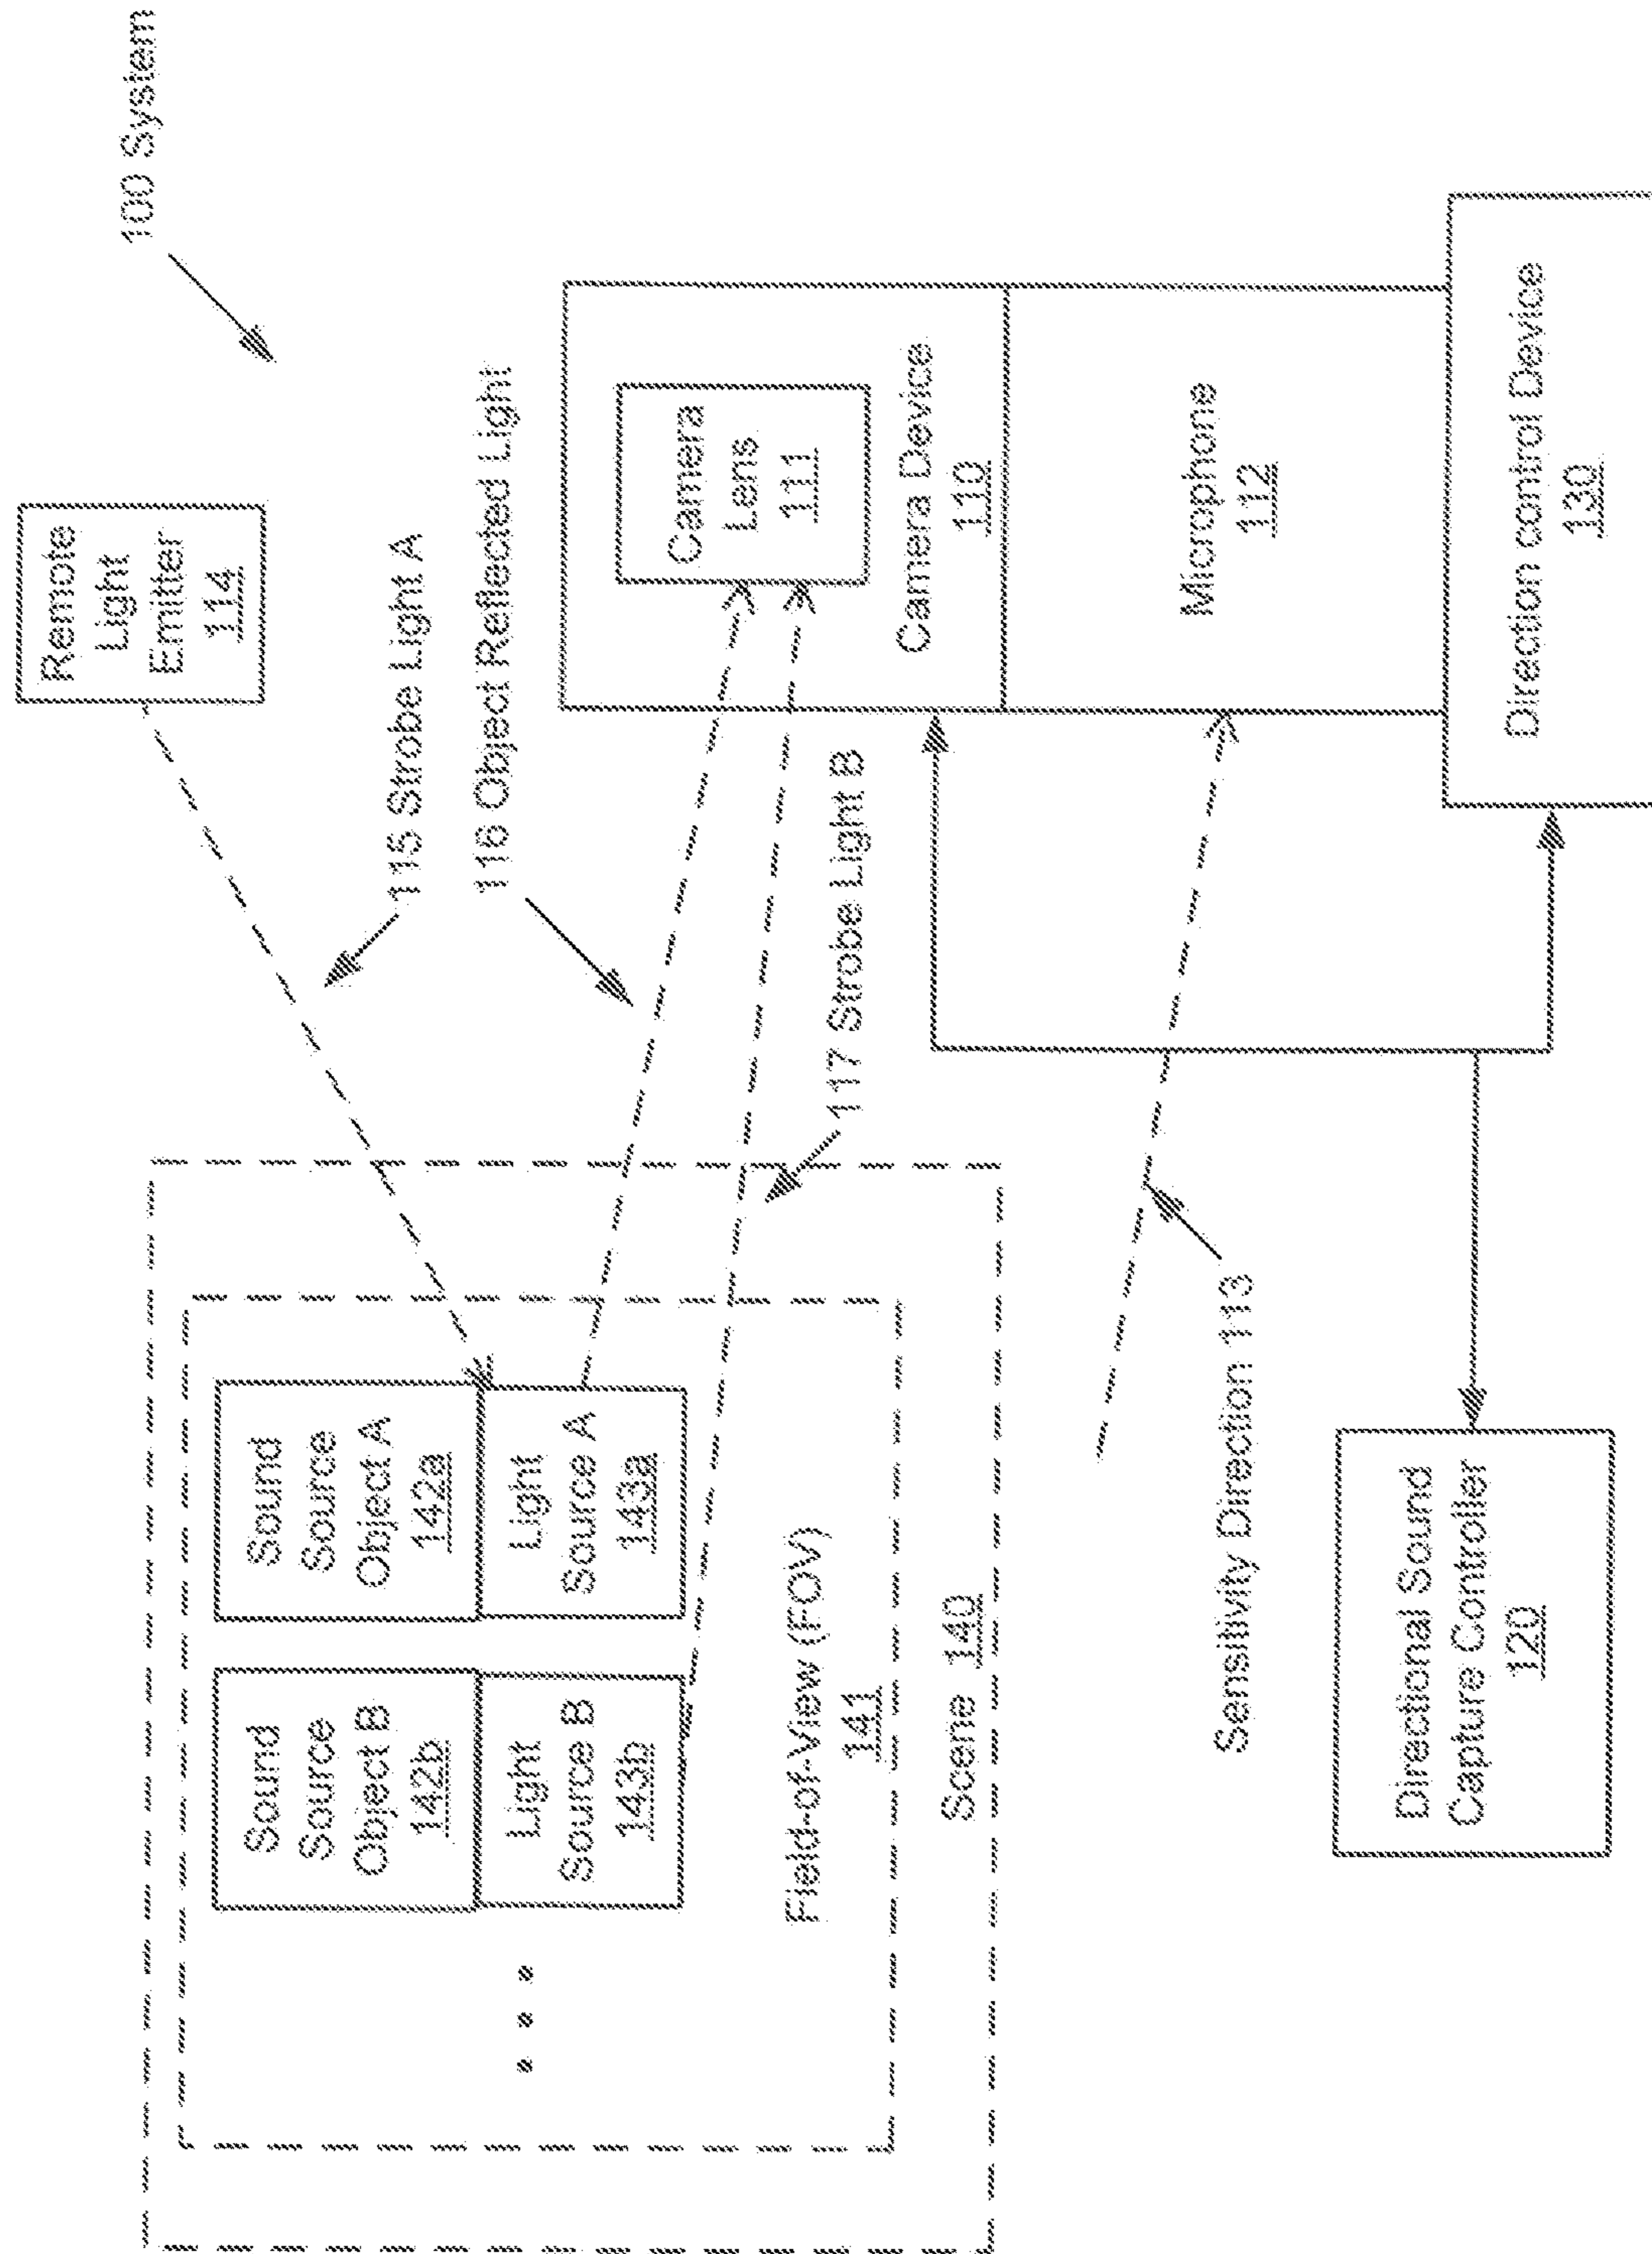 100 System
Remote
Light
Emitter
114
115 Strobe Light A
116 Object Reflected Light
Sound
Source
Object B
142b
Light
Source B
143b
Sound
Source
Object A
142a
Light
Source A
143a
Field-of-View (FOV)
141
Scene 140
117 Strobe Light B
Camera
Lens
111
Camera Device
110
Microphone
112
Sensitivity Direction 113
Directional Sound
Capture Controller
120
Direction control Device
130